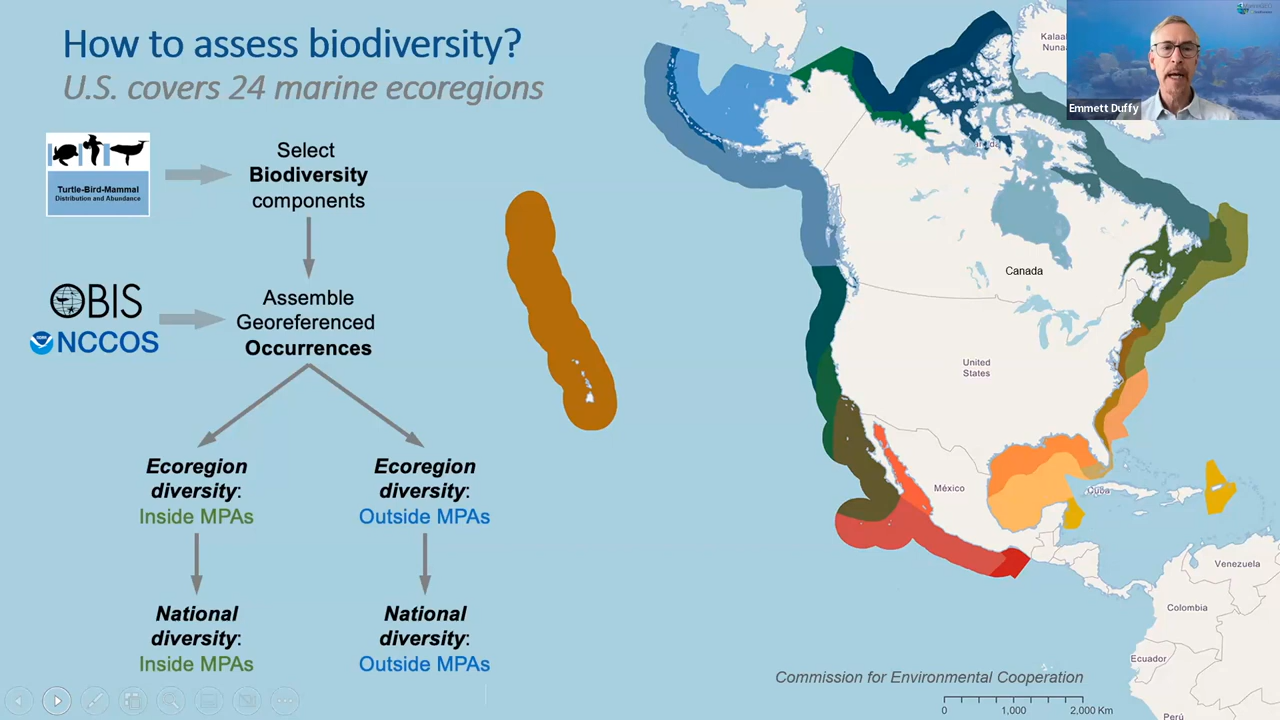 How to assess biodiversity?
U.S. covers 24 marine ecoregions
Turtle-Bird-Mammal
Distribution and Abundance
Select
Biodiversity
components
OBIS
NCCOS
Assemble
Georeferenced
Occurrences
Ecoregion
diversity:
Inside MPAs
Ecoregion
diversity:
Outside MPAs
National
diversity:
Inside MPAs
National
diversity:
Outside MPAs
Kalaal
Nuna
Emmett Duffy
Canada
United
States
México
Cuba
Venezuela
Colombia
Ecuador
Perú
Commission for Environmental Cooperation
0 1,000 2,000 Km